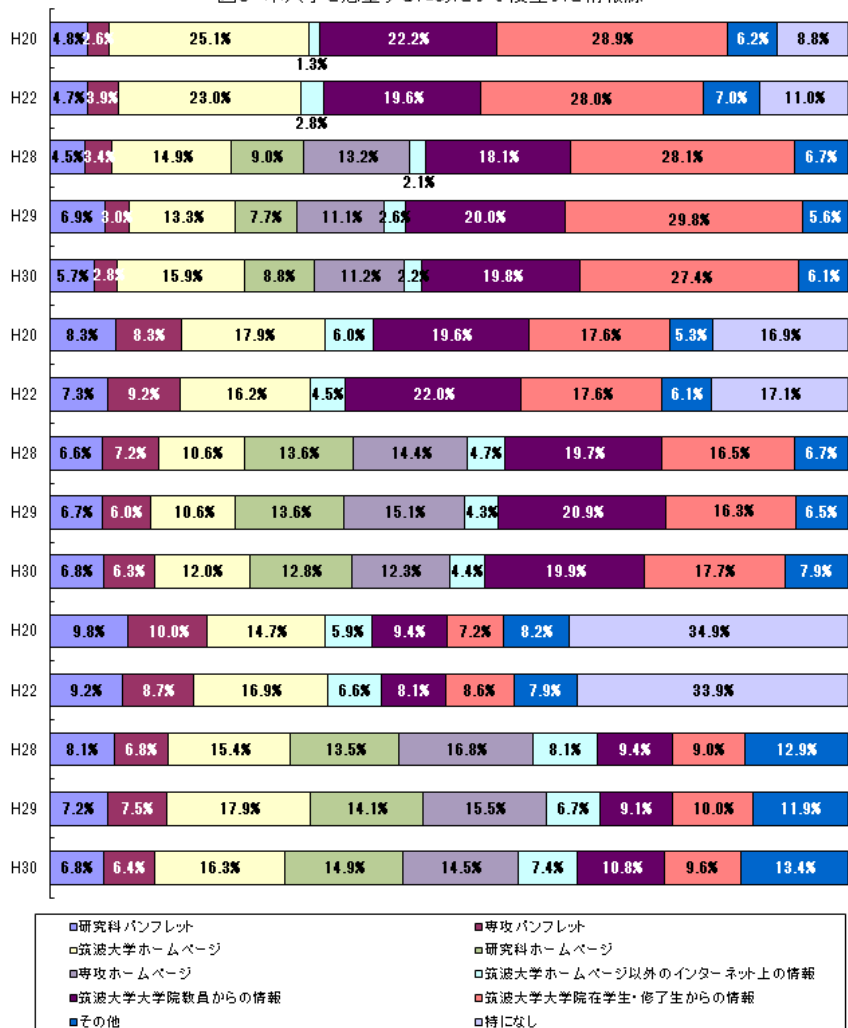 H20 4.8% 2.6% 25.1% 1.3% 22.2% 28.9% 6.2% 8.8%
H22 4.7% 3.9% 23.0% 2.8% 19.6% 28.0% 7.0% 11.0%
H28 4.5% 3.4% 14.9% 9.0% 13.2% 2.1% 18.1% 28.1% 6.7%
H29 6.9% 3.0% 13.3% 7.7% 11.1% 2.6% 20.0% 29.8% 5.6%
H30 5.7% 2.8% 15.9% 8.8% 11.2% 2.2% 19.8% 27.4% 6.1%
H20 8.3% 8.3% 17.9% 6.0% 19.6% 17.6% 5.3% 16.9%
H22 7.3% 9.2% 16.2% 4.5% 22.0% 17.6% 6.1% 17.1%
H28 6.6% 7.2% 10.6% 13.6% 14.4% 4.7% 19.7% 16.5% 6.7%
H29 6.7% 6.0% 10.6% 13.6% 15.1% 4.3% 20.9% 16.3% 6.5%
H30 6.8% 6.3% 12.0% 12.8% 12.3% 4.4% 19.9% 17.7% 7.9%
H20 9.8% 10.0% 14.7% 5.9% 9.4% 7.2% 8.2% 34.9%
H22 9.2% 8.7% 16.9% 6.6% 8.1% 8.6% 7.9% 33.9%
H28 8.1% 6.8% 15.4% 13.5% 16.8% 8.1% 9.4% 9.0% 12.9%
H29 7.2% 7.5% 17.9% 14.1% 15.5% 6.7% 9.1% 10.0% 11.9%
H30 6.8% 6.4% 16.3% 14.9% 14.5% 7.4% 10.8% 9.6% 13.4%
研究科パンフレット 専攻パンフレット
筑波大学ホームページ 研究科ホームページ
専攻ホームページ 筑波大学ホームページ以外のインターネット上の情報
筑波大学大学院教員からの情報 筑波大学大学院在学生・修了生からの情報
その他 特になし